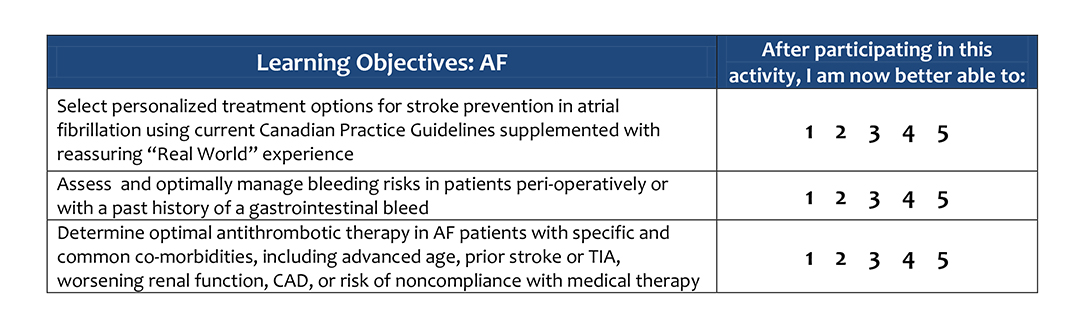 Learning Objectives: AF
After participating in this
activity, I am now better able to:
Select personalized treatment options for stroke prevention in atrial
fibrillation using current Canadian Practice Guidelines supplemented with
reassuring “Real World” experience
1 2 3 4 5
Assess and optimally manage bleeding risks in patients peri-operatively or
with a past history of a gastrointestinal bleed
1 2 3 4 5
Determine optimal antithrombotic therapy in AF patients with specific and
common co-morbidities, including advanced age, prior stroke or TIA,
worsening renal function, CAD, or risk of noncompliance with medical therapy
1 2 3 4 5